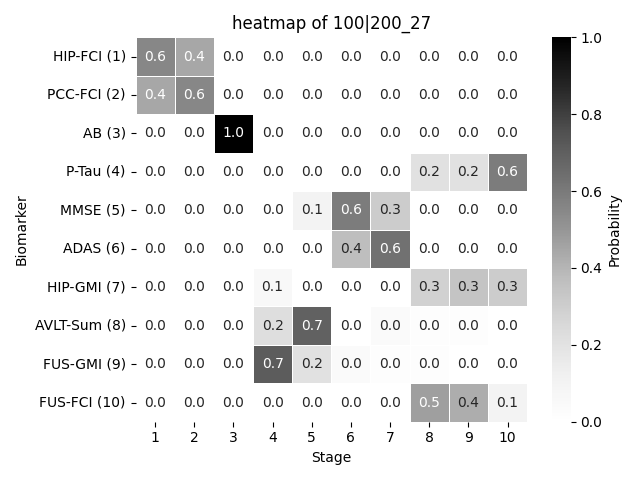 heatmap of 100|200_27
HIP-FCI (1) 0.6 0.4 0.0 0.0 0.0 0.0 0.0 0.0 0.0 0.0
PCC-FCI (2) 0.4 0.6 0.0 0.0 0.0 0.0 0.0 0.0 0.0 0.0
AB (3) 0.0 0.0 1.0 0.0 0.0 0.0 0.0 0.0 0.0 0.0
P-Tau (4) 0.0 0.0 0.0 0.0 0.0 0.0 0.0 0.2 0.2 0.6
MMSE (5) 0.0 0.0 0.0 0.0 0.1 0.6 0.3 0.0 0.0 0.0
ADAS (6) 0.0 0.0 0.0 0.0 0.0 0.4 0.6 0.0 0.0 0.0
HIP-GMI (7) 0.0 0.0 0.0 0.1 0.0 0.0 0.0 0.3 0.3 0.3
AVLT-Sum (8) 0.0 0.0 0.0 0.2 0.7 0.0 0.0 0.0 0.0 0.0
FUS-GMI (9) 0.0 0.0 0.0 0.7 0.2 0.0 0.0 0.0 0.0 0.0
FUS-FCI (10) 0.0 0.0 0.0 0.0 0.0 0.0 0.0 0.5 0.4 0.1
1 2 3 4 5 6 7 8 9 10
Stage
Biomarker
1.0
0.8
0.6
0.4
0.2
0.0
Probability